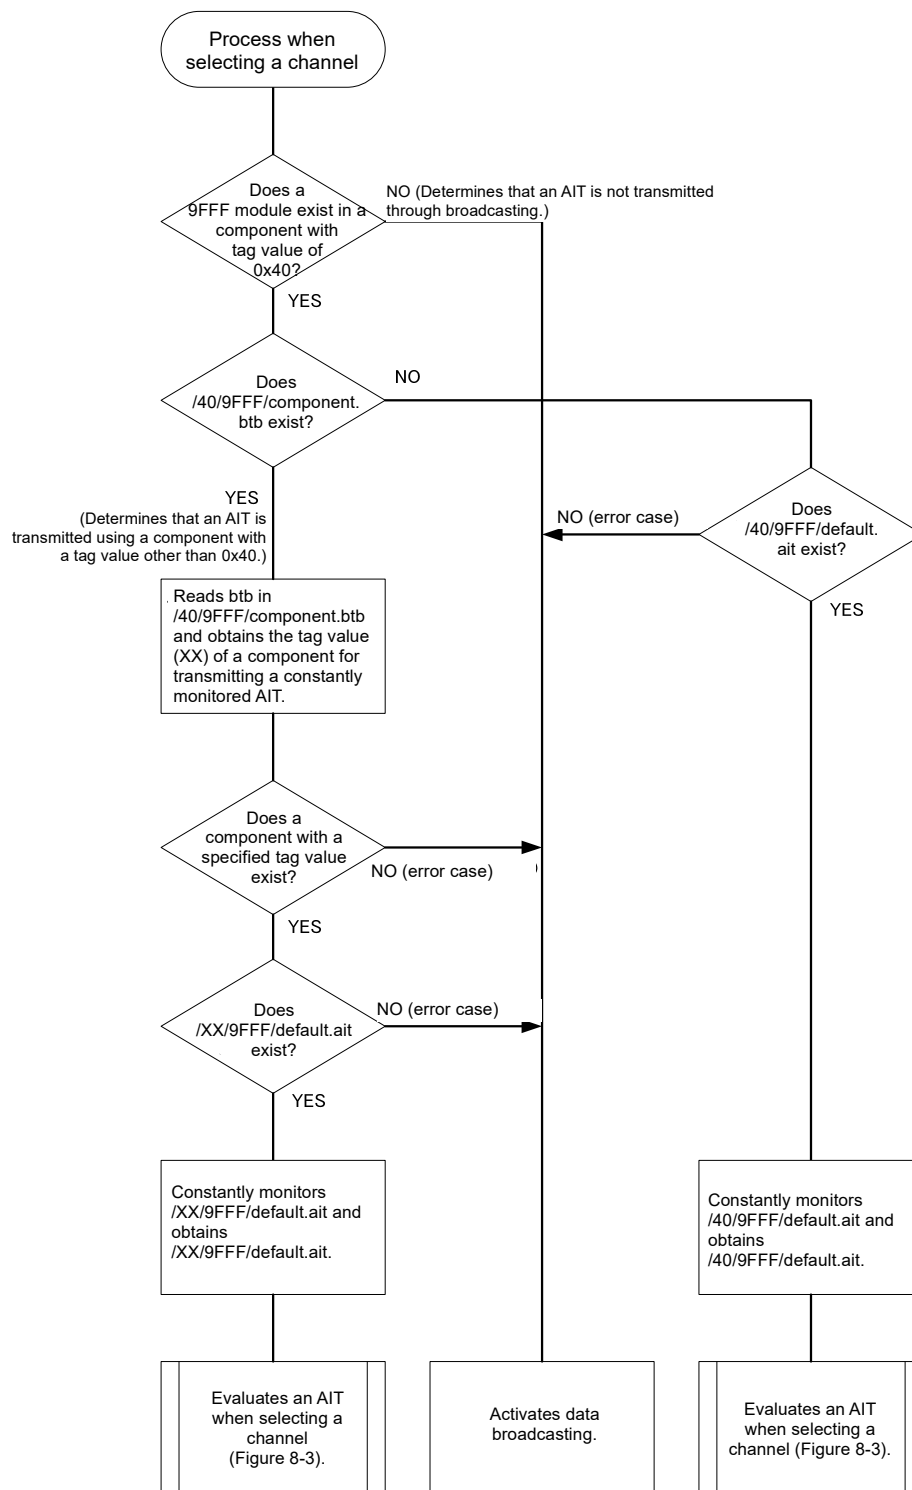 Process when
selecting a channel
Does a
9FFF module exist in a
component with
tag value of
0x40?
NO (Determines that an AIT is not transmitted
through broadcasting.)
YES
Does
/40/9FFF/component.
btb exist?
NO
YES
(Determines that an AIT is
transmitted using a component with
a tag value other than 0x40.)
Does
/40/9FFF/default.
ait exist?
NO (error case)
YES
Reads btb in
/40/9FFF/component.btb
and obtains the tag value
(XX) of a component for
transmitting a constantly
monitored AIT.
Does a
component with a
specified tag value
exist?
NO (error case)
YES
Does
/XX/9FFF/default.ait
exist?
NO (error case)
YES
Constantly monitors
/XX/9FFF/default.ait and
obtains
/XX/9FFF/default.ait.
Constantly monitors
/40/9FFF/default.ait and
obtains
/40/9FFF/default.ait.
Evaluates an AIT
when selecting a
channel
(Figure 8-3).
Activates data
broadcasting.
Evaluates an AIT
when selecting a
channel (Figure 8-3).